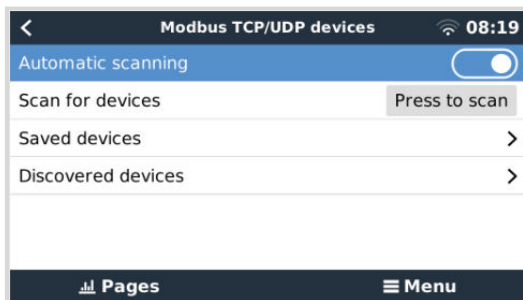 Modbus TCP/UDP devices 08:19
Automatic scanning
Scan for devices Press to scan
Saved devices
Discovered devices
Pages Menu